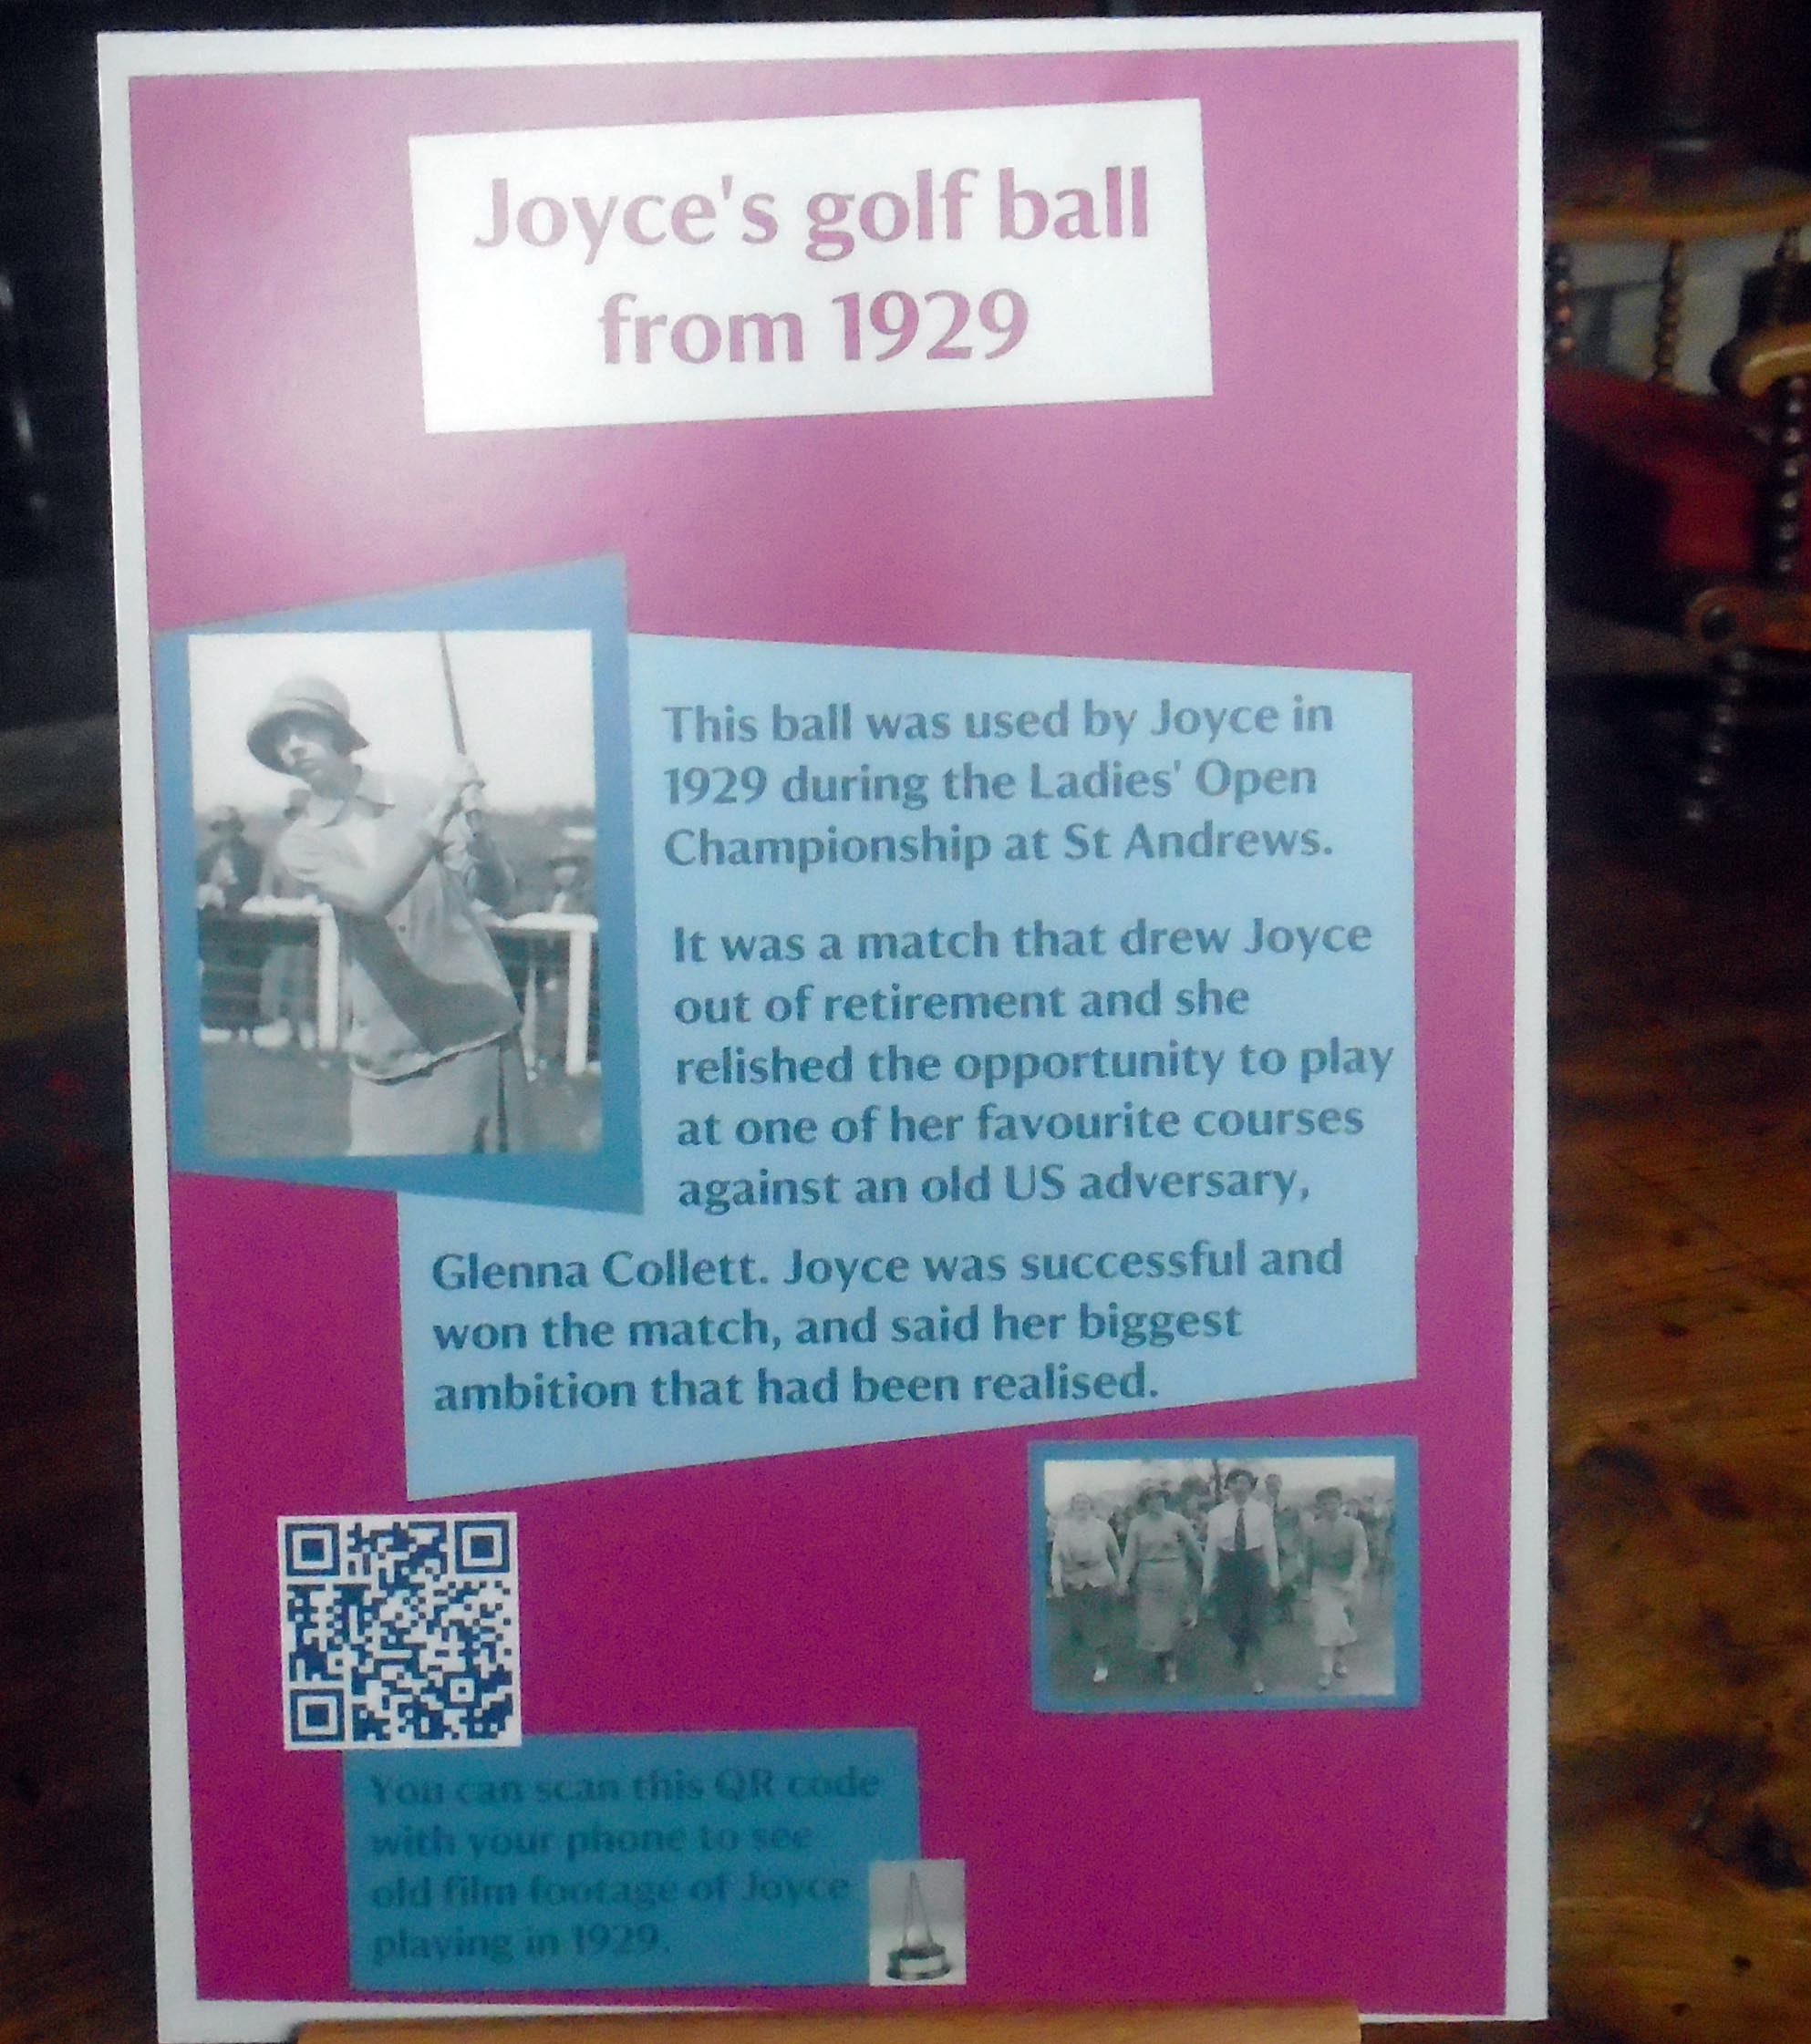 Joyce's golf ball
from 1929
This ball was used by Joyce in
1929 during the Ladies' Open
Championship at St Andrews.
It was a match that drew Joyce
out of retirement and she
relished the opportunity to play
at one of her favourite courses
against an old US adversary,
Glenna Collett. Joyce was successful and
won the match, and said her biggest
ambition that had been realised.
You can scan this QR code
with your phone to see
old film footage of Joyce
playing in 1929.